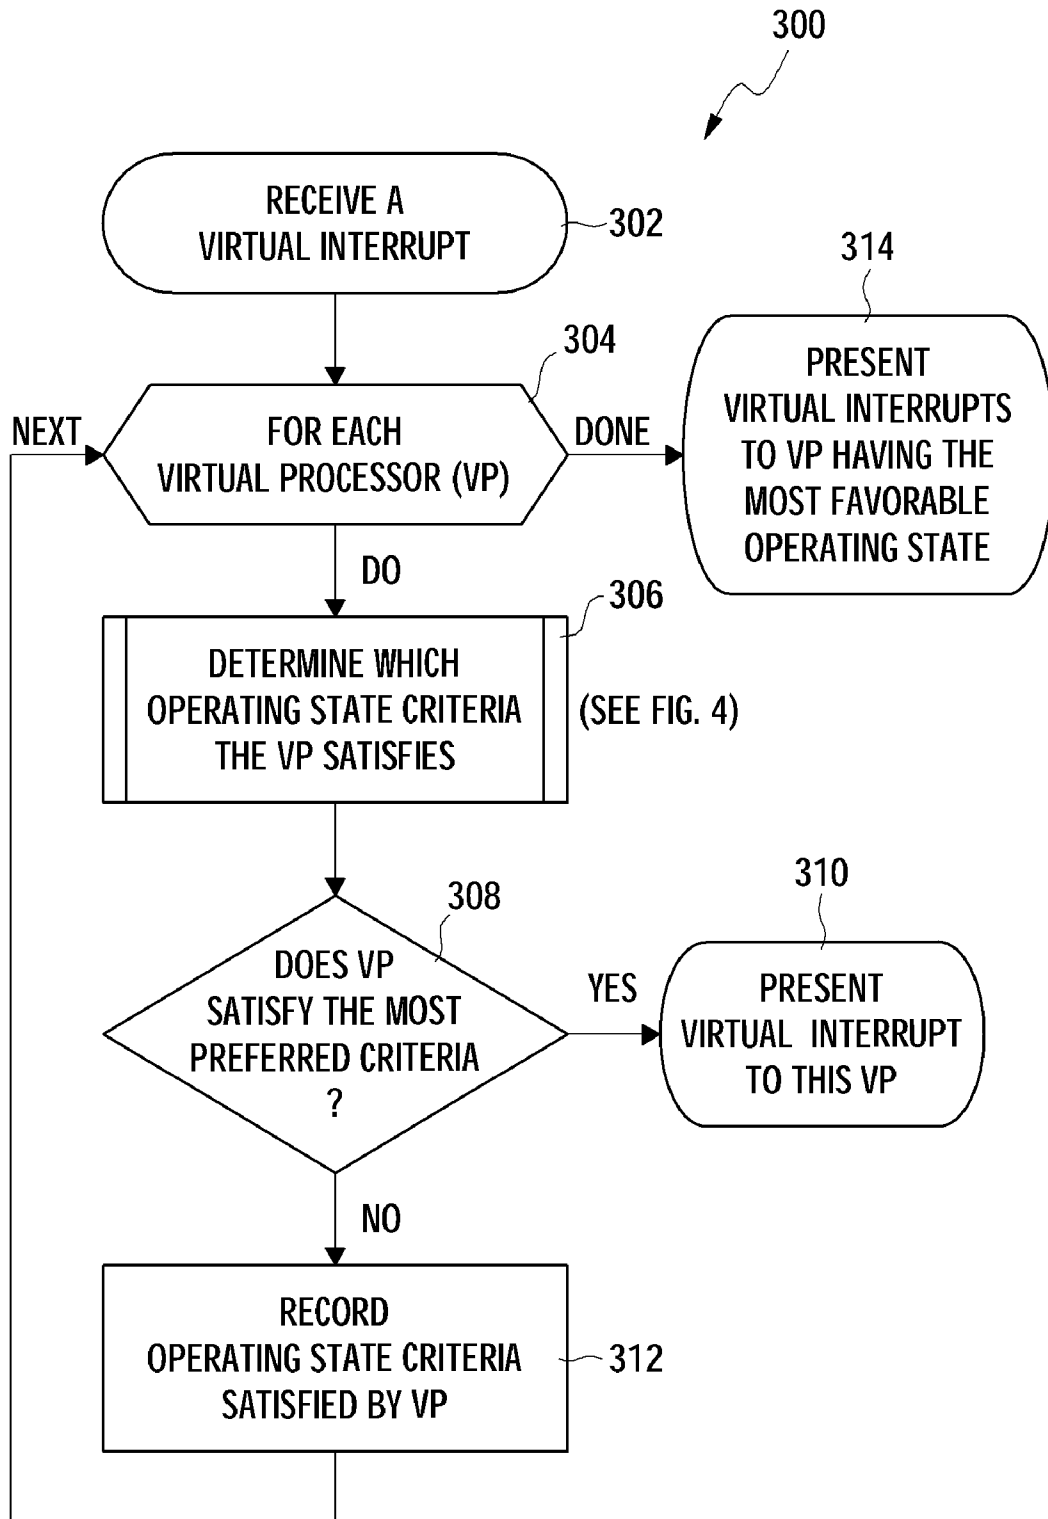 300
RECEIVE A
VIRTUAL INTERRUPT
302
314
PRESENT
VIRTUAL INTERRUPTS
TO VP HAVING THE
MOST FAVORABLE
OPERATING STATE
304
NEXT
FOR EACH
VIRTUAL PROCESSOR (VP)
DONE
DO
306
DETERMINE WHICH
OPERATING STATE CRITERIA
THE VP SATISFIES
(SEE FIG. 4)
308
DOES VP
SATISFY THE MOST
PREFERRED CRITERIA
?
YES
310
PRESENT
VIRTUAL INTERRUPT
TO THIS VP
NO
RECORD
OPERATING STATE CRITERIA
SATISFIED BY VP
312